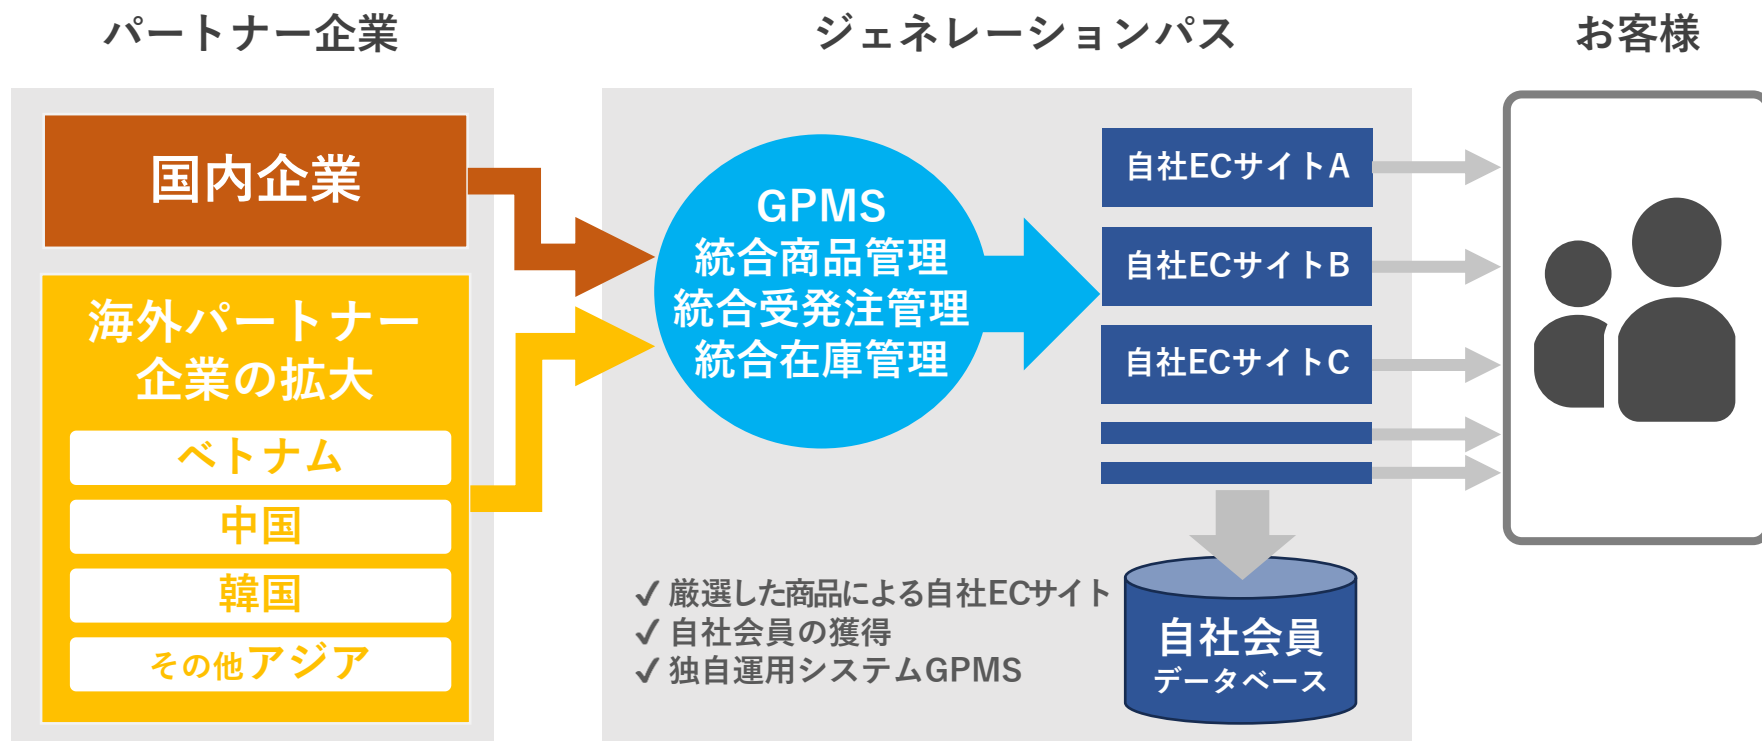 パートナー企業
ジェネレーションパス
お客様
国内企業
海外パートナー
企業の拡大
ベトナム
中国
韓国
その他アジア
GPMS
統合商品管理
統合受発注管理
統合在庫管理
自社ECサイトA
自社ECサイトB
自社ECサイトC
✓ 厳選した商品による自社ECサイト
✓ 自社会員の獲得
✓ 独自運用システムGPMS
自社会員
データベース